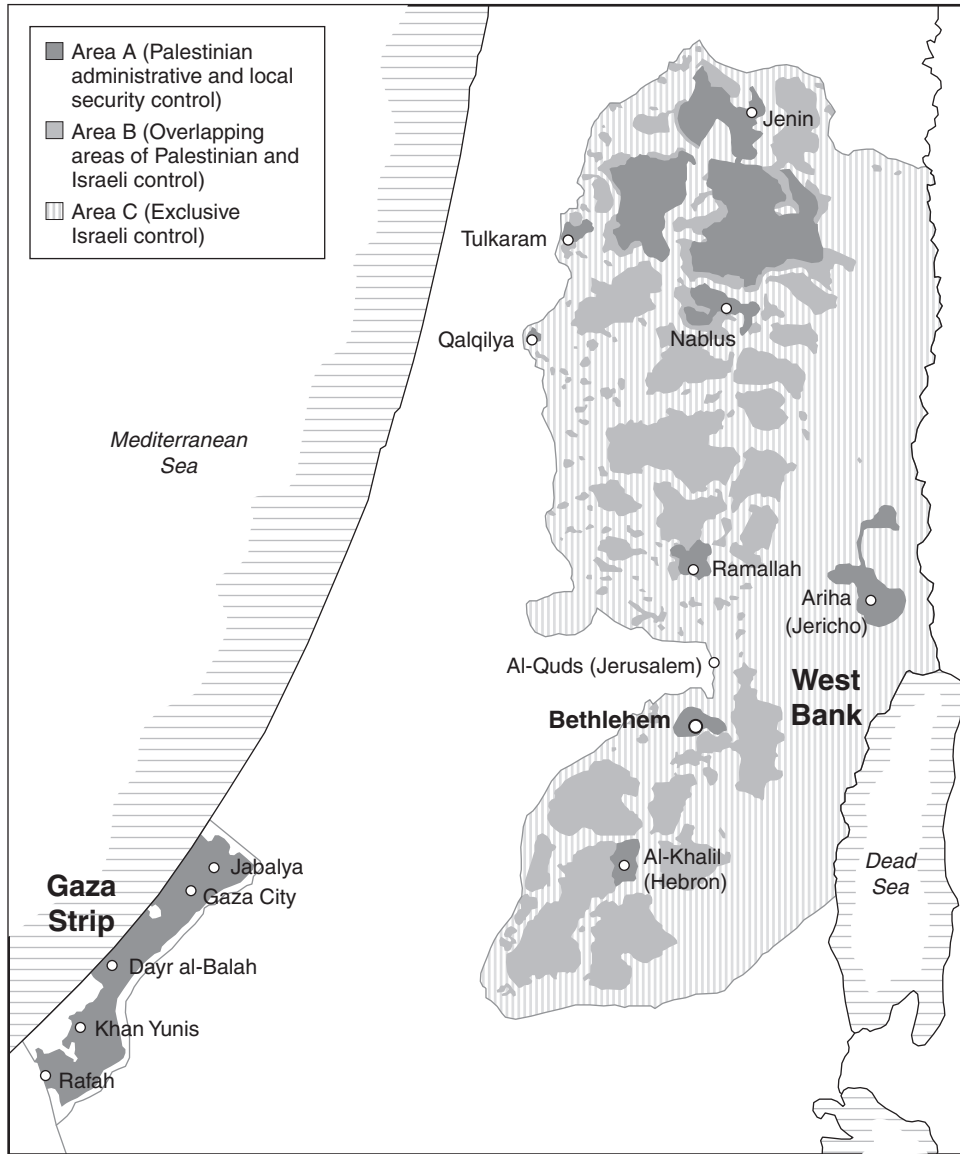 Area A (Palestinian
administrative and local
security control)
Area B (Overlapping
areas of Palestinian and
Israeli control)
Area C (Exclusive
Israeli control)
Jenin
Tulkaram
Nablus
Qalqilya
Mediterranean
Sea
Ramallah
Ariha
(Jericho)
Al-Quds (Jerusalem)
West
Bank
Bethlehem
Al-Khalil
(Hebron)
Dead
Sea
Gaza
Strip
Jabalya
Gaza City
Dayr al-Balah
Khan Yunis
Rafah